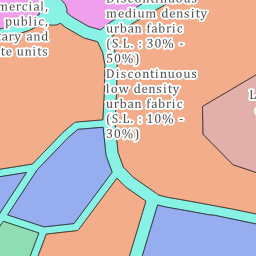 Discontinuous
medium density
urban fabric
(S.L. : 30% -
50%)
Discontinuous
low density
urban fabric
(S.L. : 10% -
30%)
mercial,
public,
tary and
te units
L